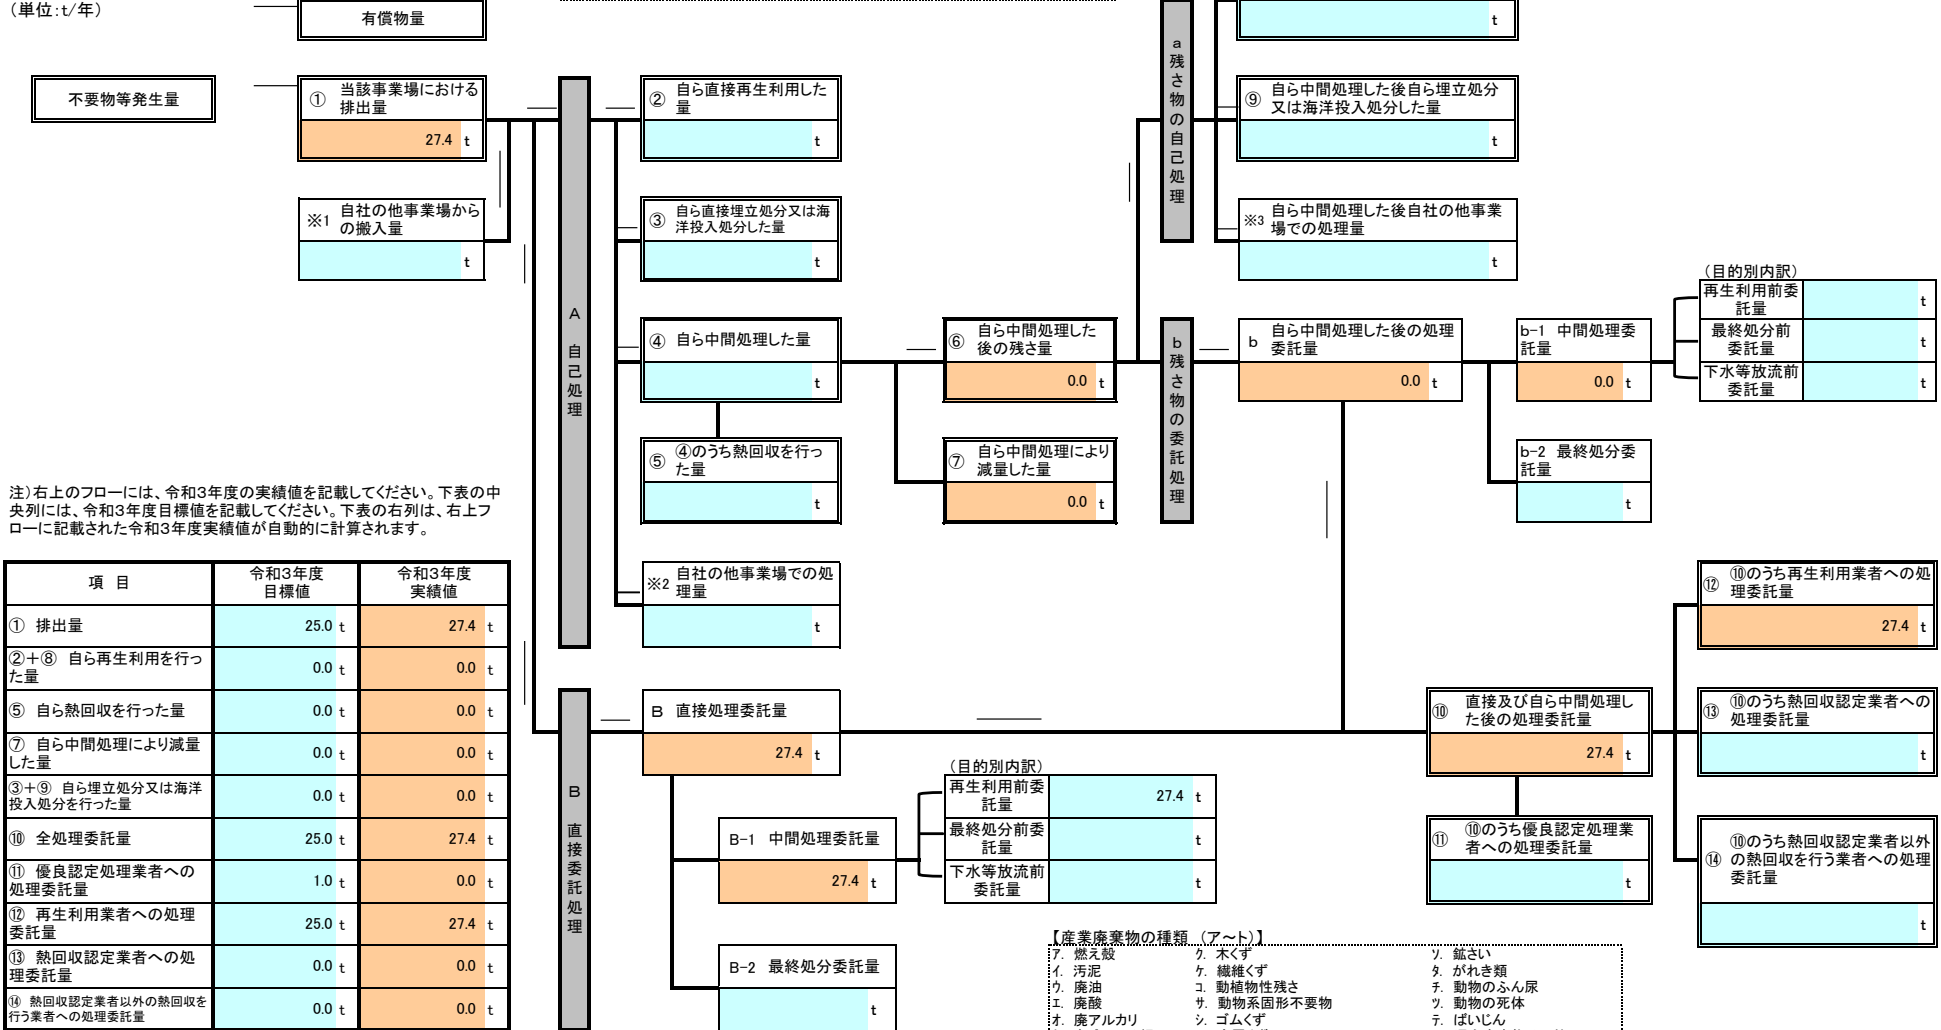 （単位:t/年）
有償物量
t
不要物等発生量
① 当該事業場における
排出量
27.4 t
※1 自社の他事業場から
の搬入量
t
A 自己処理
② 自ら直接再生利用した
量
t
③ 自ら直接埋立処分又は海
洋投入処分した量
t
④ 自ら中間処理した量
t
⑤ ④のうち熱回収を行っ
た量
t
※2 自社の他事業場での処
理量
t
⑥ 自ら中間処理した
後の残さ量
0.0 t
⑦ 自ら中間処理により
減量した量
0.0 t
a 残さ物の自己処理
⑨ 自ら中間処理した後自ら埋立処分
又は海洋投入処分した量
t
※3 自ら中間処理した後自社の他事業
場での処理量
t
b 残さ物の委託処理
b 自ら中間処理した後の処理
委託量
0.0 t
b-1 中間処理委
託量
0.0 t
b-2 最終処分委
託量
t
（目的別内訳）
再生利用前委
託量
t
最終処分前
委託量
t
下水等放流前
委託量
t
注）右上のフローには、令和3年度の実績値を記載してください。下表の中
央列には、令和3年度目標値を記載してください。下表の右列は、右上フ
ローに記載された令和3年度実績値が自動的に計算されます。
項 目 令和3年度 目標値 令和3年度 実績値
① 排出量 25.0 t 27.4 t
②＋⑧ 自ら再生利用を行っ
た量 0.0 t 0.0 t
⑤ 自ら熱回収を行った量 0.0 t 0.0 t
⑦ 自ら中間処理により減量
した量 0.0 t 0.0 t
③＋⑨ 自ら埋立処分又は海洋
投入処分を行った量 0.0 t 0.0 t
⑩ 全処理委託量 25.0 t 27.4 t
⑪ 優良認定処理業者への
処理委託量 1.0 t 0.0 t
⑫ 再生利用業者への処理
委託量 25.0 t 27.4 t
⑬ 熱回収認定業者への処
理委託量 0.0 t 0.0 t
⑭ 熱回収認定業者以外の熱回収を
行う業者への処理委託量 0.0 t 0.0 t
B 直接委託処理
B 直接処理委託量
27.4 t
B-1 中間処理委託量
27.4 t
B-2 最終処分委託量
t
（目的別内訳）
再生利用前委
託量
27.4 t
最終処分前委
託量
t
下水等放流前
委託量
t
⑩ 直接及び自ら中間処理し
た後の処理委託量
27.4 t
⑪ ⑩のうち優良認定処理業
者への処理委託量
t
⑫ ⑩のうち再生利用業者への処
理委託量
27.4 t
⑬ ⑩のうち熱回収認定業者への
処理委託量
t
⑭ ⑩のうち熱回収認定業者以外
の熱回収を行う業者への処理
委託量
t
【産業廃棄物の種類 （ア～ト）】
ア. 燃え殻 ク. 木くず ソ. 鉱さい
イ. 汚泥 ケ. 繊維くず タ. がれき類
ウ. 廃油 コ. 動植物性残さ チ. 動物のふん尿
エ. 廃酸 サ. 動物系固形不要物 ツ. 動物の死体
オ. 廃アルカリ シ. ゴムくず テ. ばいじん